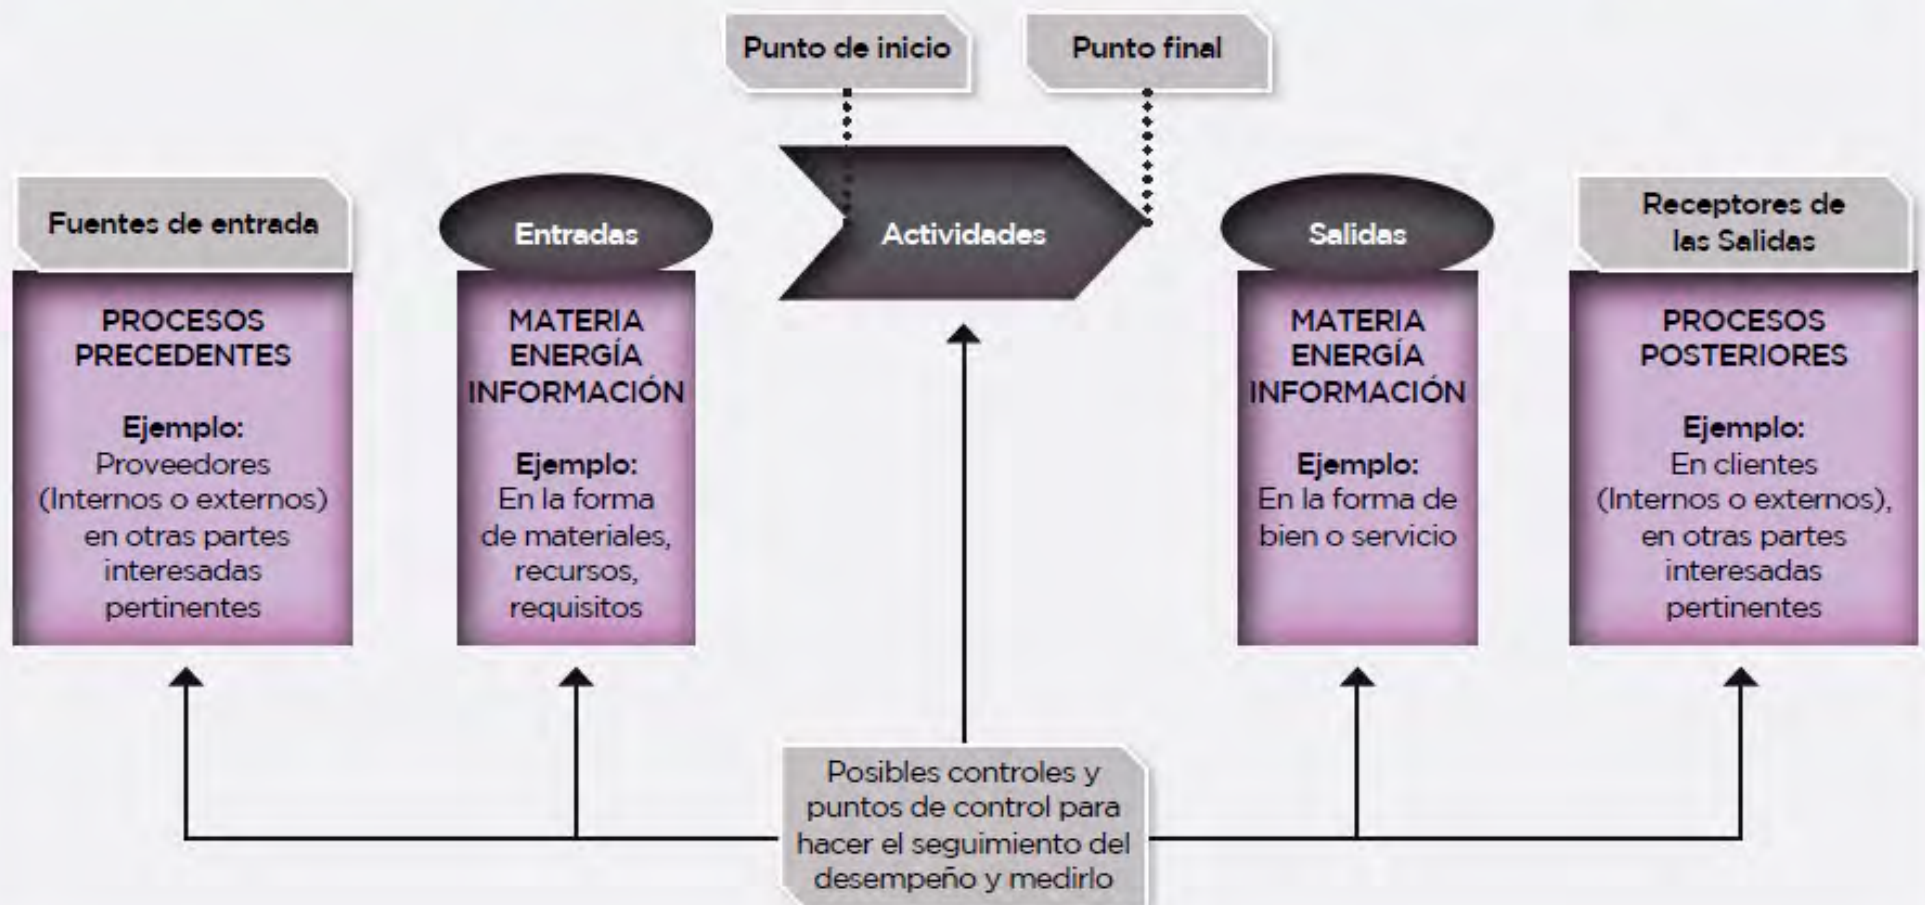 Punto de inicio
Punto final
Fuentes de entrada
PROCESOS
PRECEDENTES
Ejemplo:
Proveedores
(Internos o externos)
en otras partes
interesadas
pertinentes
Entradas
MATERIA
ENERGÍA
INFORMACIÓN
Ejemplo:
En la forma
de materiales,
recursos,
requisitos
Actividades
Salidas
MATERIA
ENERGÍA
INFORMACIÓN
Ejemplo:
En la forma de
bien o servicio
Receptores de
las Salidas
PROCESOS
POSTERIORES
Ejemplo:
En clientes
(Internos o externos),
en otras partes
interesadas
pertinentes
Posibles controles y
puntos de control para
hacer el seguimiento del
desempeño y medirlo